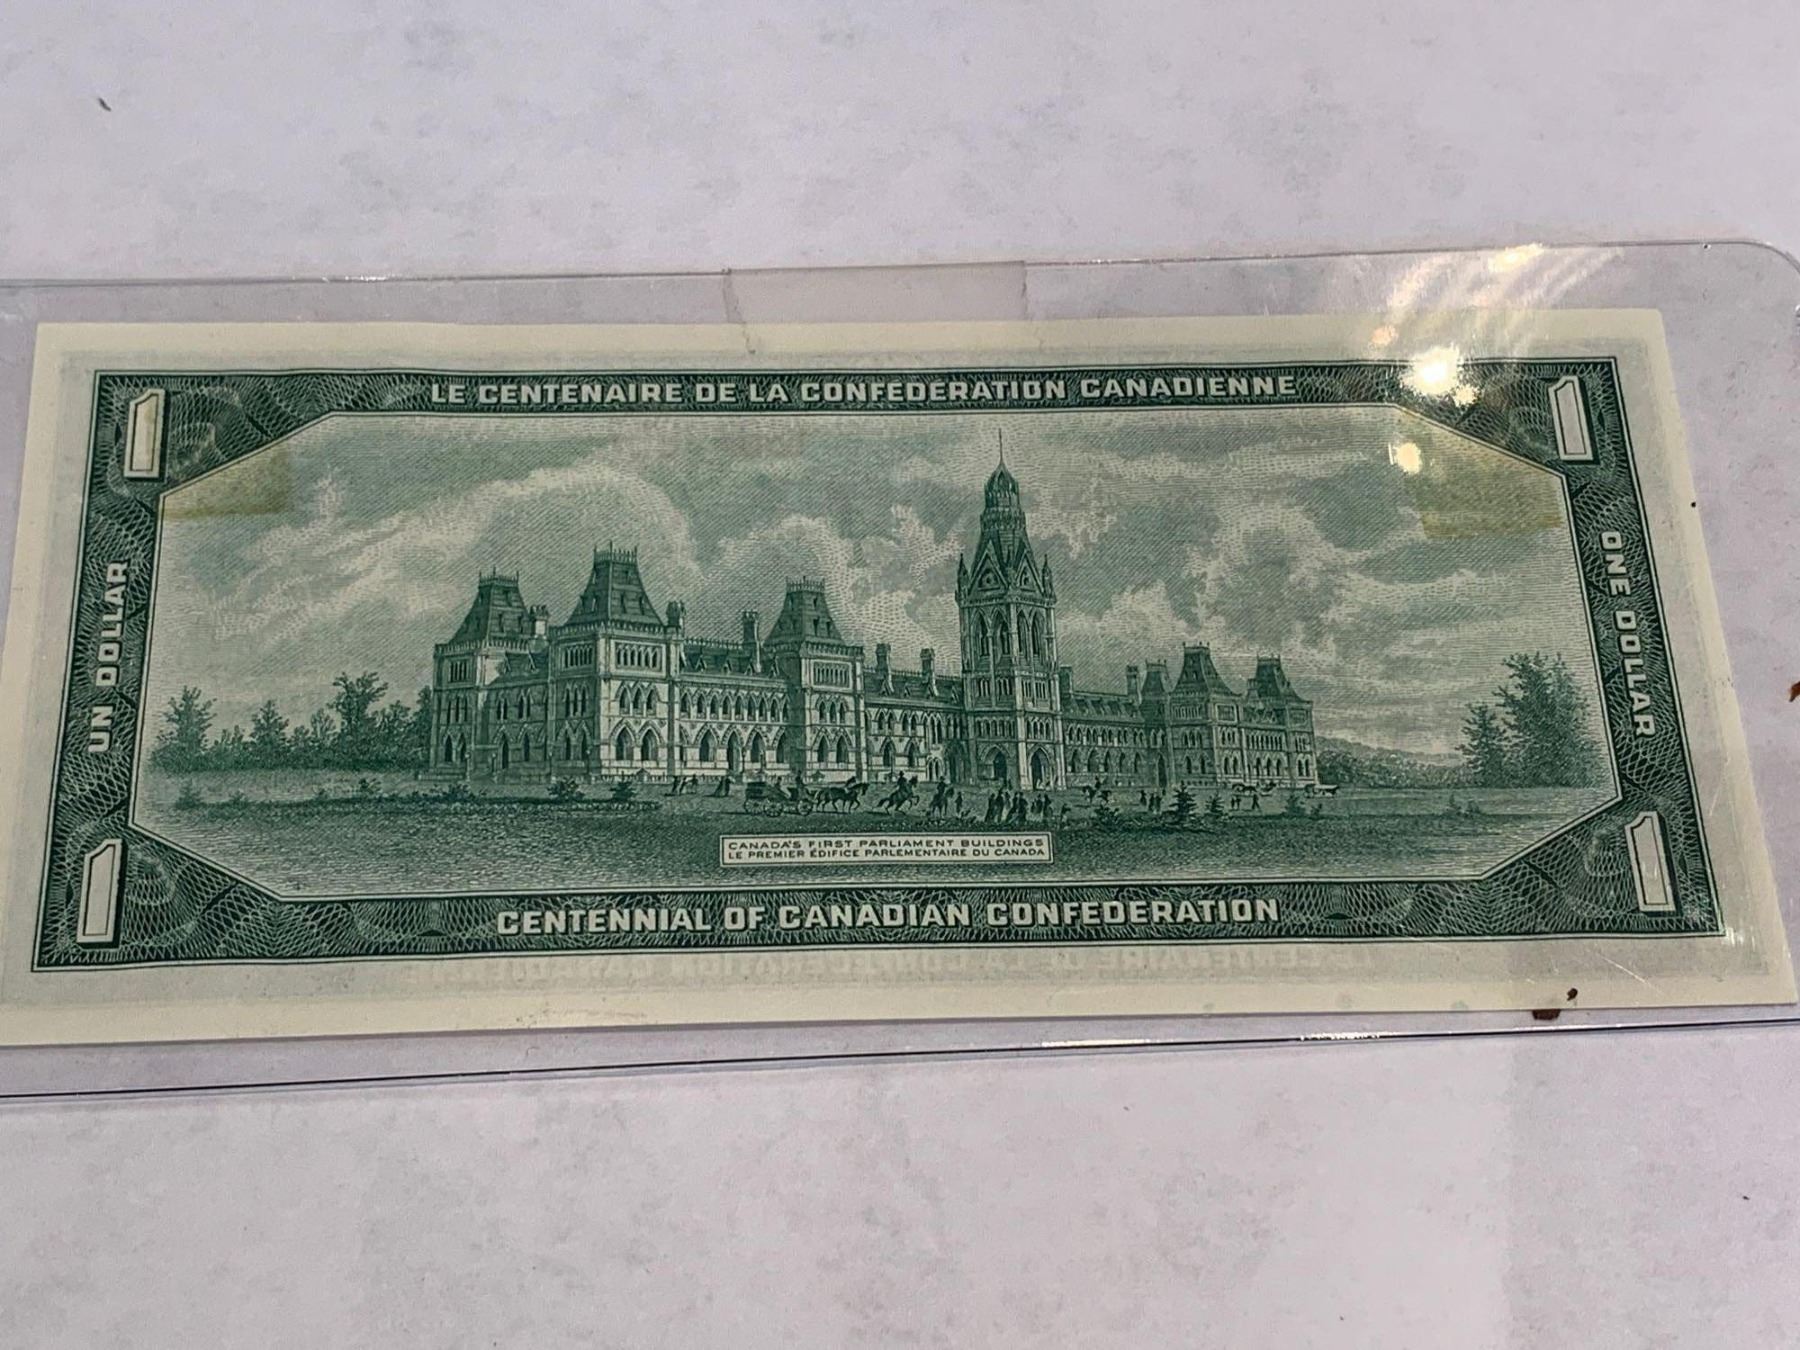 1 LE CENTENAIRE DE LA CONFEDERATION CANADIENNE 1
UN DOLLAR
ONE DOLLAR
CANADA'S FIRST PARLIAMENT BUILDINGS
LE PREMIER ÉDIFICE PARLEMENTAIRE DU CANADA
1 CENTENNIAL OF CANADIAN CONFEDERATION 1